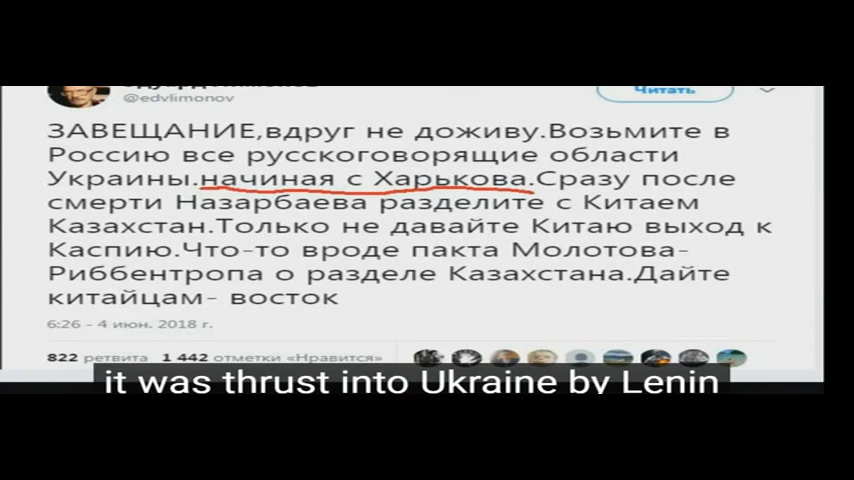 @edvlimonov
Читать
ЗАВЕЩАНИЕ,вдруг не доживу.Возьмите в
Россию все русскоговорящие области
Украины.начиная с Харькова.Сразу после
смерти Назарбаева разделите с Китаем
Казахстан.Только не давайте Китаю выход к
Каспию.Что-то вроде пакта Молотова-
Риббентропа о разделе Казахстана.Дайте
китайцам- восток
6:26 - 4 июн. 2018 г.
822 ретвита 1 442 отметки «Нравится»
it was thrust into Ukraine by Lenin